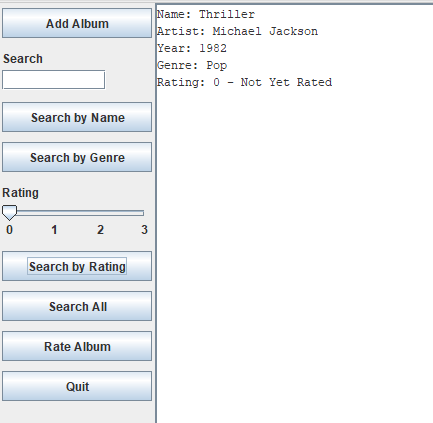 Add Album
Search
Search by Name
Search by Genre
Rating
0 1 2 3
Search by Rating
Search All
Rate Album
Quit
Name: Thriller
Artist: Michael Jackson
Year: 1982
Genre: Pop
Rating: 0 - Not Yet Rated